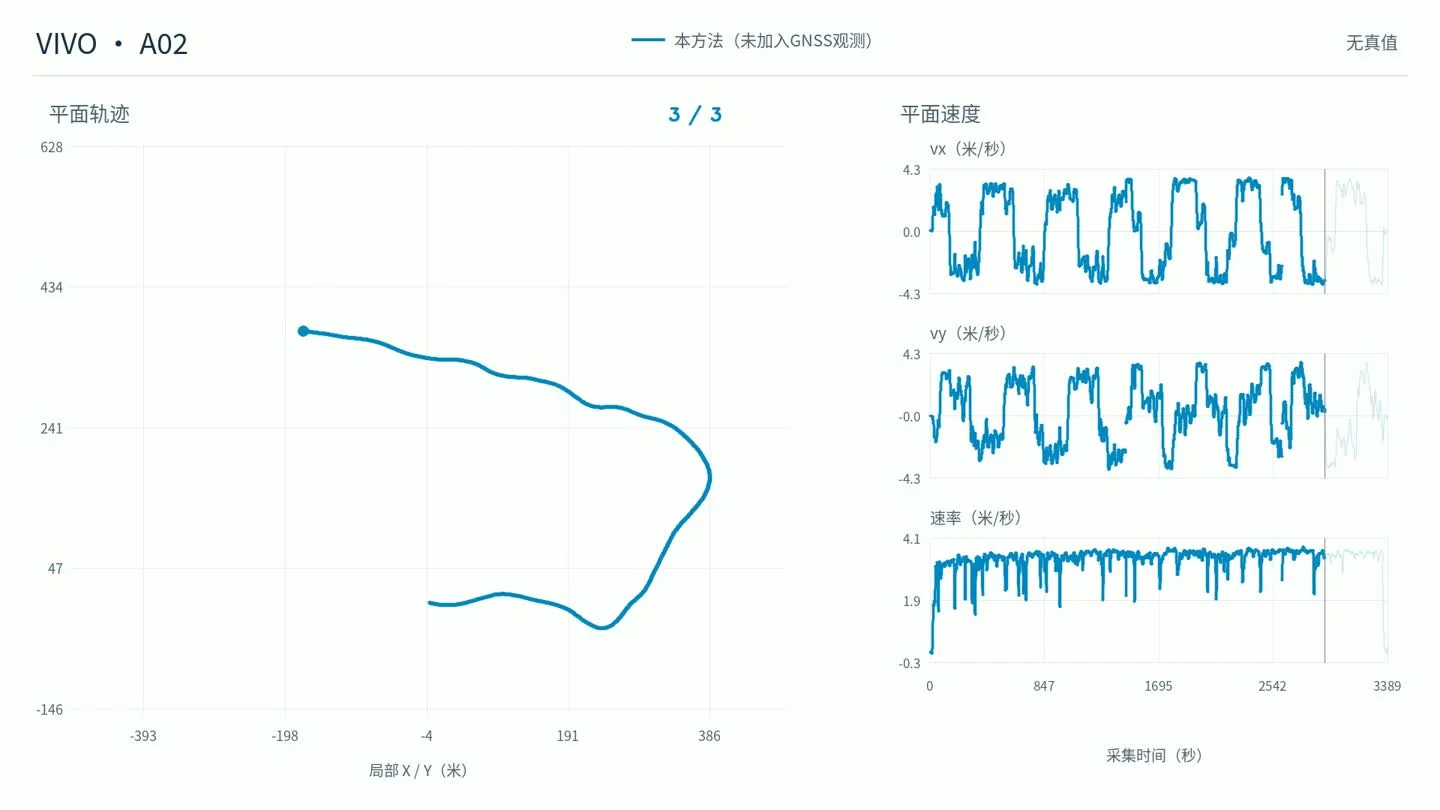 VIVO · A02
本方法（未加入GNSS观测）
无真值
平面轨迹
3 / 3
628
434
241
47
-146
-393
-198
-4
191
386
局部 X / Y（米）
平面速度
vx（米/秒）
4.3
0.0
-4.3
vy（米/秒）
4.3
-0.0
-4.3
速率（米/秒）
4.1
1.9
-0.3
0
847
1695
2542
3389
采集时间（秒）